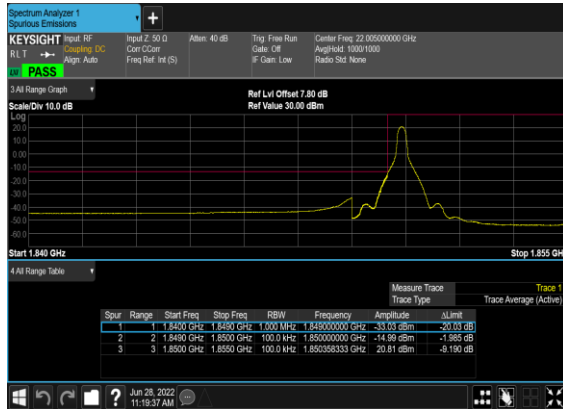 Spectrum Analyzer 1
Spurious Emissions
KEYSIGHT Input: RF Input Z: 50 Ω Atten: 40 dB Trig: Free Run Center Freq: 22.005000000 GHz
RLT Coupling: DC Corr CCorr Gate: Off Avg|Hold: 1000/1000
Align: Auto Freq Ref: Int (S) IF Gain: Low Radio Std: None
PASS
3 All Range Graph
Ref Lvl Offset 7.80 dB
Scale/Div 10.0 dB Ref Value 30.00 dBm
Log
20.0
10.0
0.00
-10.0
-20.0
-30.0
-40.0
-50.0
-60.0
Start 1.840 GHz Stop 1.855 GH
4 All Range Table
Measure Trace Trace 1
Trace Type Trace Average (Active)
Spur Range Start Freq Stop Freq RBW Frequency Amplitude ΔLimit
1 1 1.8400 GHz 1.8490 GHz 1.000 MHz 1.849000000 GHz -33.03 dBm -20.03 dB
2 2 1.8490 GHz 1.8500 GHz 100.0 kHz 1.850000000 GHz -14.99 dBm -1.985 dB
3 3 1.8500 GHz 1.8550 GHz 100.0 kHz 1.850358333 GHz 20.81 dBm -9.190 dB
? Jun 28, 2022
11:19:37 AM